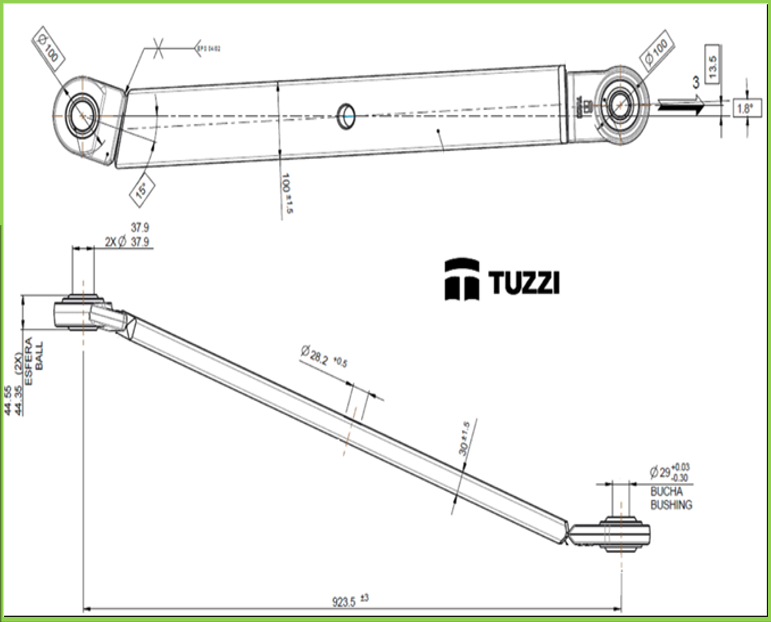 Ø100
Ø100
13.5
3
1.8°
15°
100 ±1.5
37.9
2X Ø 37.9
TUZZI
44.55
44.35 (2X)
ESFERA
BALL
Ø28.2 +0.5
30 ±1.5
Ø29 +0.03
-0.30
BUCHA
BUSHING
923.5 ±3